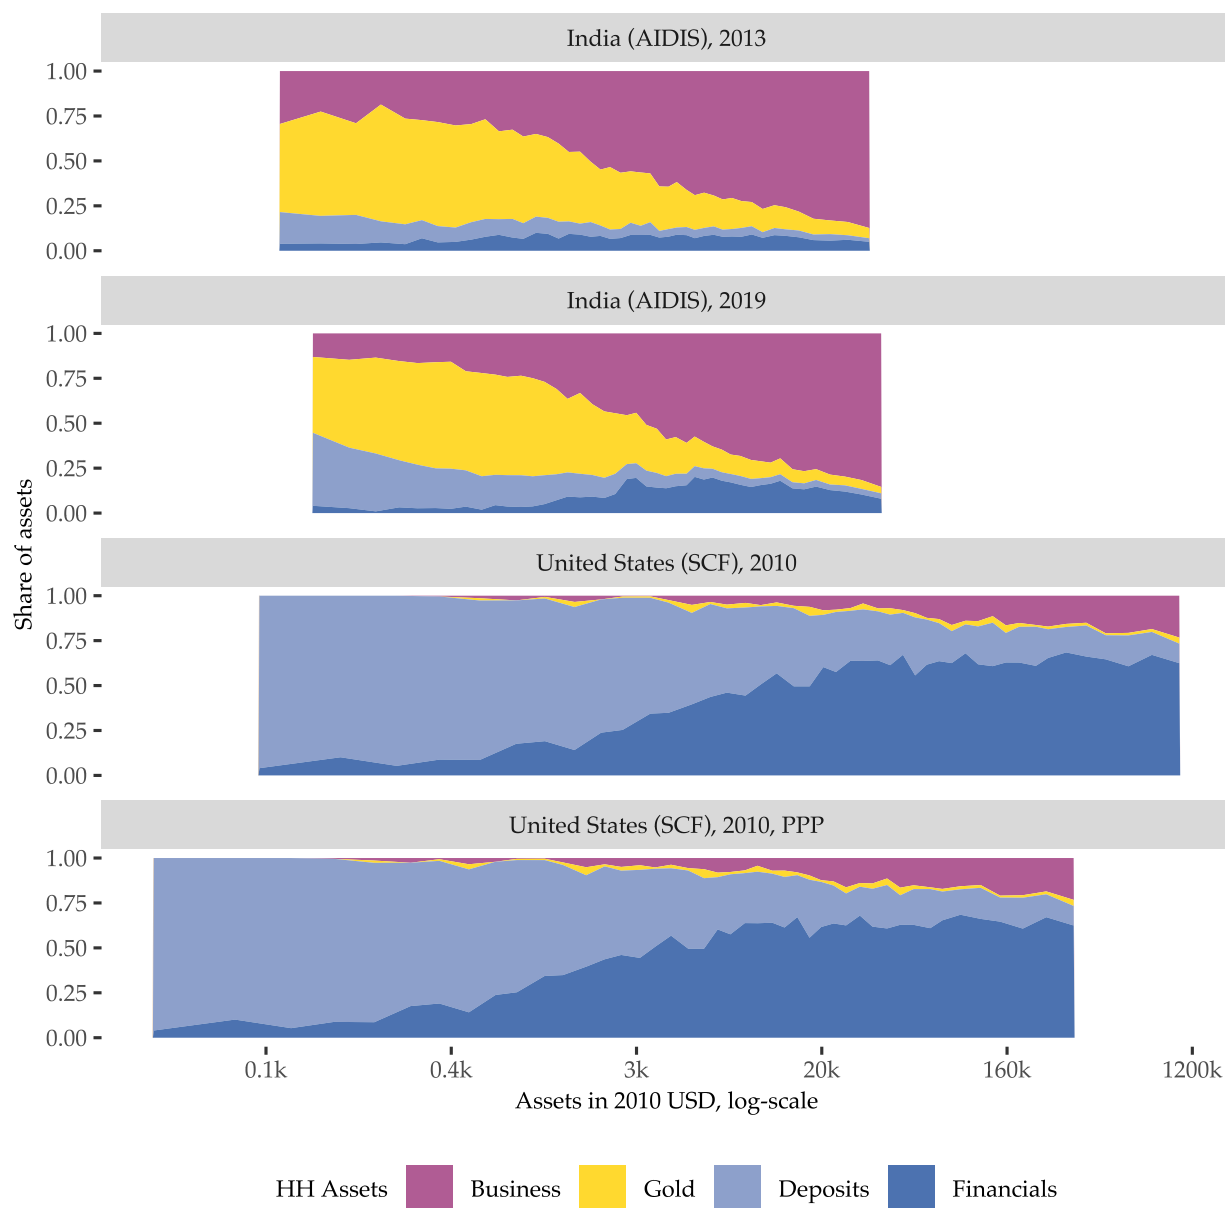 India (AIDIS), 2013
1.00
0.75
0.50
0.25
0.00
India (AIDIS), 2019
1.00
0.75
0.50
0.25
0.00
Share of assets
United States (SCF), 2010
1.00
0.75
0.50
0.25
0.00
United States (SCF), 2010, PPP
1.00
0.75
0.50
0.25
0.00
0.1k 0.4k 3k 20k 160k 1200k
Assets in 2010 USD, log-scale
HH Assets Business Gold Deposits Financials